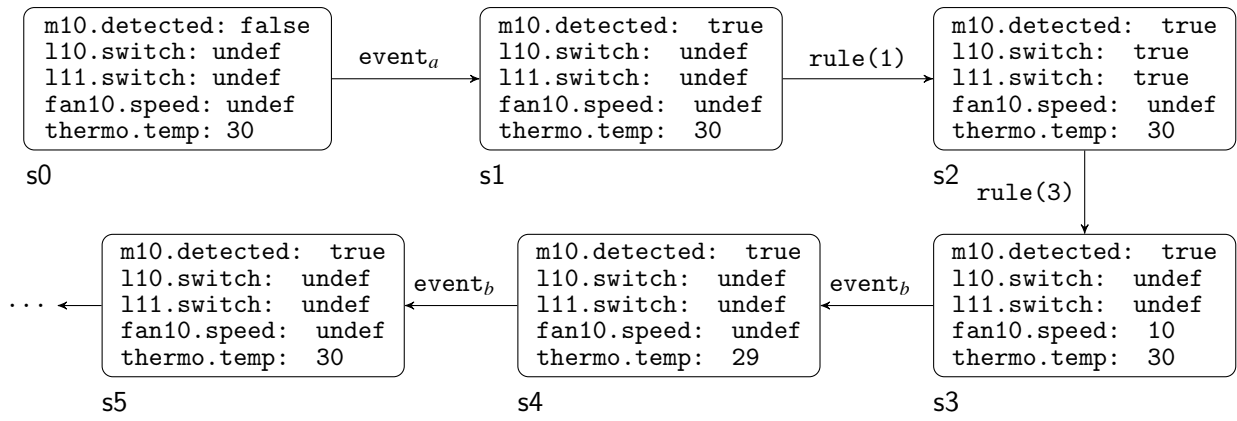 m10.detected: false
l10.switch: undef
l11.switch: undef
fan10.speed: undef
thermo.temp: 30
s0
eventa
m10.detected: true
l10.switch: undef
l11.switch: undef
fan10.speed: undef
thermo.temp: 30
s1
rule(1)
m10.detected: true
l10.switch: true
l11.switch: true
fan10.speed: undef
thermo.temp: 30
s2
rule(3)
m10.detected: true
l10.switch: undef
l11.switch: undef
fan10.speed: 10
thermo.temp: 30
s3
eventb
m10.detected: true
l10.switch: undef
l11.switch: undef
fan10.speed: undef
thermo.temp: 29
s4
eventb
m10.detected: true
l10.switch: undef
l11.switch: undef
fan10.speed: undef
thermo.temp: 30
s5
···